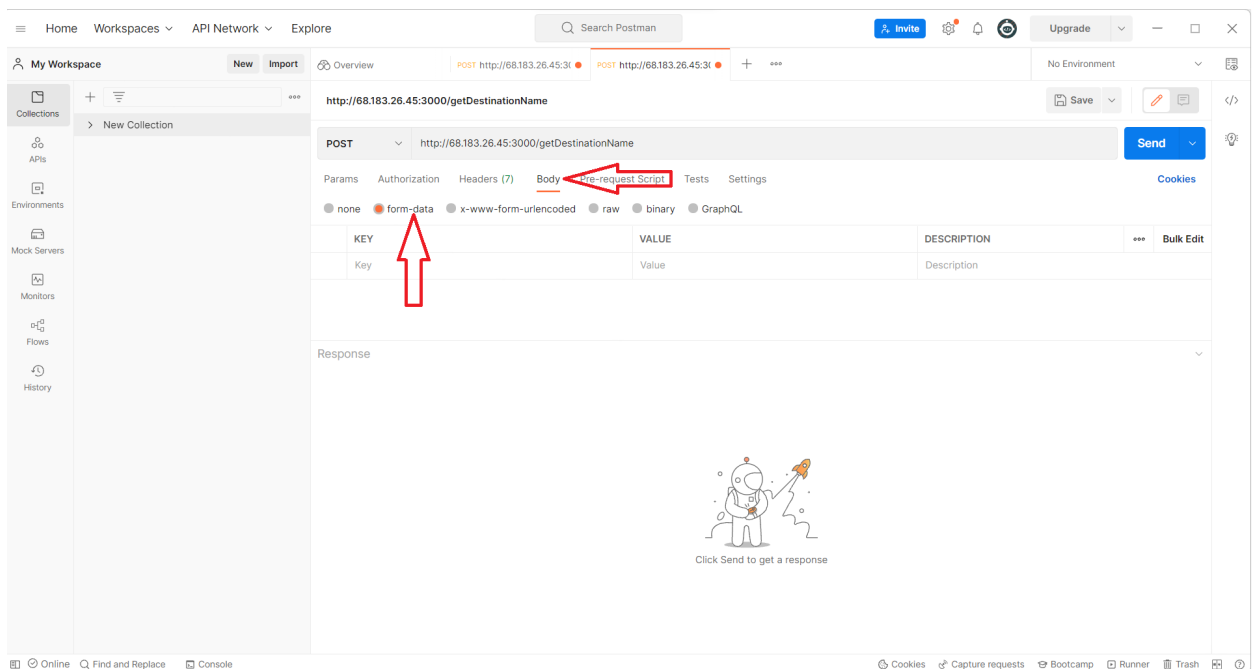 Home Workspaces API Network Explore Search Postman Invite Upgrade
My Workspace New Import Overview POST http://68.183.26.45:3( POST http://68.183.26.45:3( No Environment
Collections
New Collection
http://68.183.26.45:3000/getDestinationName Save
APIs
POST http://68.183.26.45:3000/getDestinationName Send
Environments
Params Authorization Headers (7) Body Pre-request Script Tests Settings Cookies
none form-data x-www-form-urlencoded raw binary GraphQL
Mock Servers
KEY VALUE DESCRIPTION Bulk Edit
Key Value Description
Monitors
Flows
History
Response
Click Send to get a response
Online Find and Replace Console Cookies Capture requests Bootcamp Runner Trash